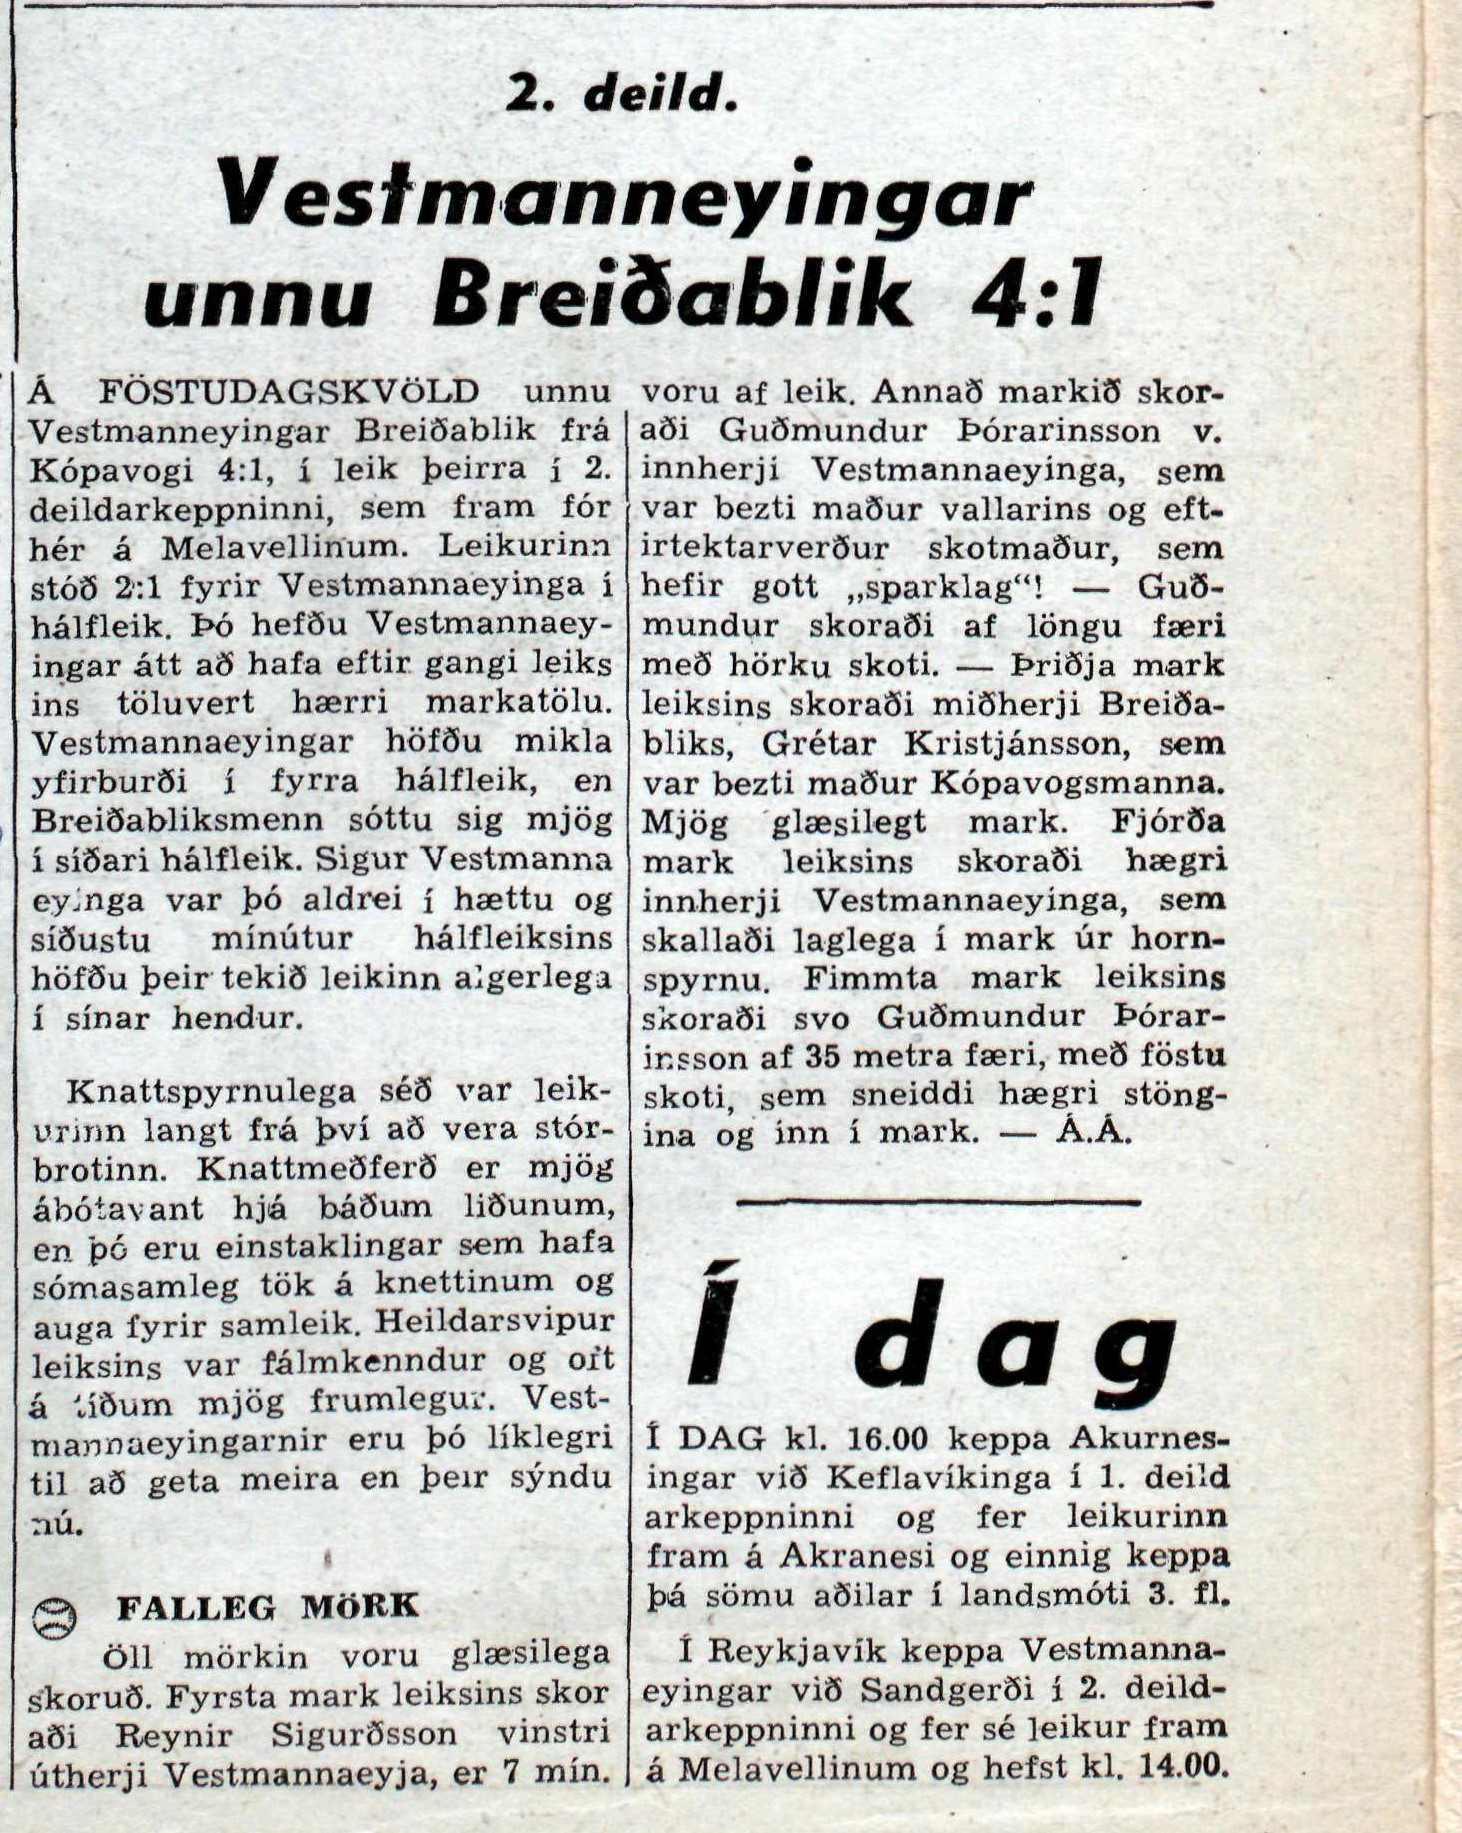 2. deild.
Vestmanneyingar
unnu Breiðablik 4:1
Á FÖSTUDAGSKVÖLD unnu
Vestmanneyingar Breiðablik frá
Kópavogi 4:1, í leik þeirra í 2.
deildarkeppninni, sem fram fór
hér á Melavellinum. Leikurinn
stóð 2:1 fyrir Vestmannaeyinga í
hálfleik. Þó hefðu Vestmannaey-
ingar átt að hafa eftir gangi leiks
ins töluvert hærri markatölu.
Vestmannaeyingar höfðu mikla
yfirburði í fyrra hálfleik, en
Breiðabliksmenn sóttu sig mjög
í síðari hálfleik. Sigur Vestmanna
eyinga var þó aldrei í hættu og
síðustu mínútur hálfleiksins
höfðu þeir tekið leikinn algerlega
í sínar hendur.
Knattspyrnulega séð var leik-
urinn langt frá því að vera stór-
brotinn. Knattmeðferð er mjög
ábótavant hjá báðum liðunum,
en þó eru einstaklingar sem hafa
sómasamleg tök á knettinum og
auga fyrir samleik. Heildarsvipur
leiksins var fálmkenndur og oft
á tíðum mjög frumlegur. Vest-
mannaeyingarnir eru þó líklegri
til að geta meira en þeir sýndu
nú.
FALLEG MÖRK
Öll mörkin voru glæsilega
skoruð. Fyrsta mark leiksins skor
aði Reynir Sigurðsson vinstri
útherji Vestmannaeyja, er 7 mín.
voru af leik. Annað markið skor-
aði Guðmundur Þórarinsson v.
innherji Vestmannaeyinga, sem
var bezti maður vallarins og eft-
irtektarverður skotmaður, sem
hefir gott „sparklag“! — Guð-
mundur skoraði af löngu færi
með hörku skoti. — Þriðja mark
leiksins skoraði miðherji Breiða-
bliks, Grétar Kristjánsson, sem
var bezti maður Kópavogsmanna.
Mjög glæsilegt mark. Fjórða
mark leiksins skoraði hægri
innherji Vestmannaeyinga, sem
skallaði laglega í mark úr horn-
spyrnu. Fimmta mark leiksins
skoraði svo Guðmundur Þórar-
insson af 35 metra færi, með föstu
skoti, sem sneiddi hægri stöng-
ina og inn í mark. — Á.Á.
Í dag
Í DAG kl. 16.00 keppa Akurnes-
ingar við Keflavíkinga í 1. deild
arkeppninni og fer leikurinn
fram á Akranesi og einnig keppa
þá sömu aðilar í landsmóti 3. fl.
Í Reykjavík keppa Vestmanna-
eyingar við Sandgerði í 2. deild-
arkeppninni og fer sé leikur fram
á Melavellinum og hefst kl. 14.00.